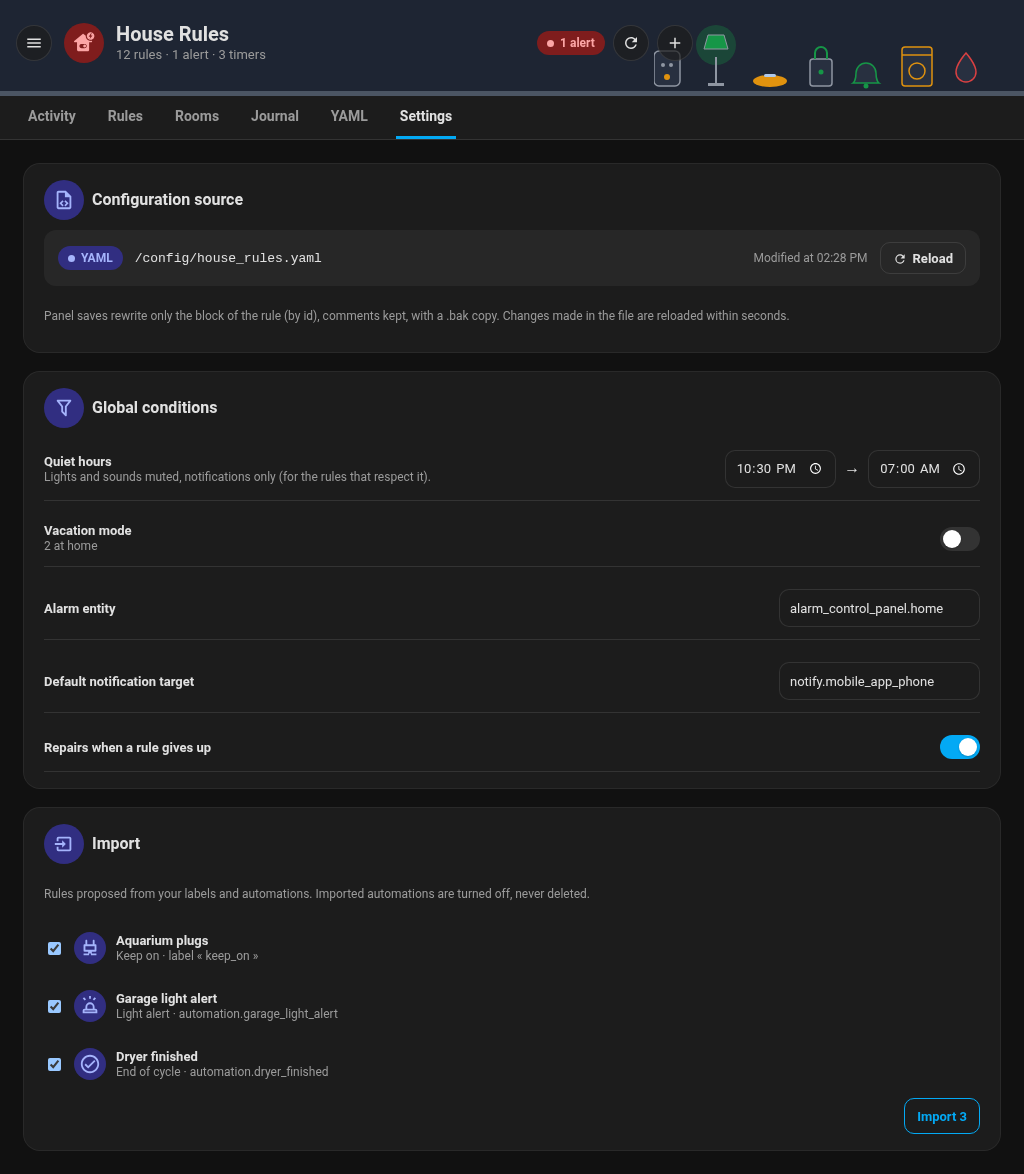 House Rules
12 rules · 1 alert · 3 timers
1 alert
Activity
Rules
Rooms
Journal
YAML
Settings
Configuration source
YAML
/config/house_rules.yaml
Modified at 02:28 PM
Reload
Panel saves rewrite only the block of the rule (by id), comments kept, with a .bak copy. Changes made in the file are reloaded within seconds.
Global conditions
Quiet hours
Lights and sounds muted, notifications only (for the rules that respect it).
10:30 PM → 07:00 AM
Vacation mode
2 at home
Alarm entity
alarm_control_panel.home
Default notification target
notify.mobile_app_phone
Repairs when a rule gives up
Import
Rules proposed from your labels and automations. Imported automations are turned off, never deleted.
Aquarium plugs
Keep on · label « keep_on »
Garage light alert
Light alert · automation.garage_light_alert
Dryer finished
End of cycle · automation.dryer_finished
Import 3